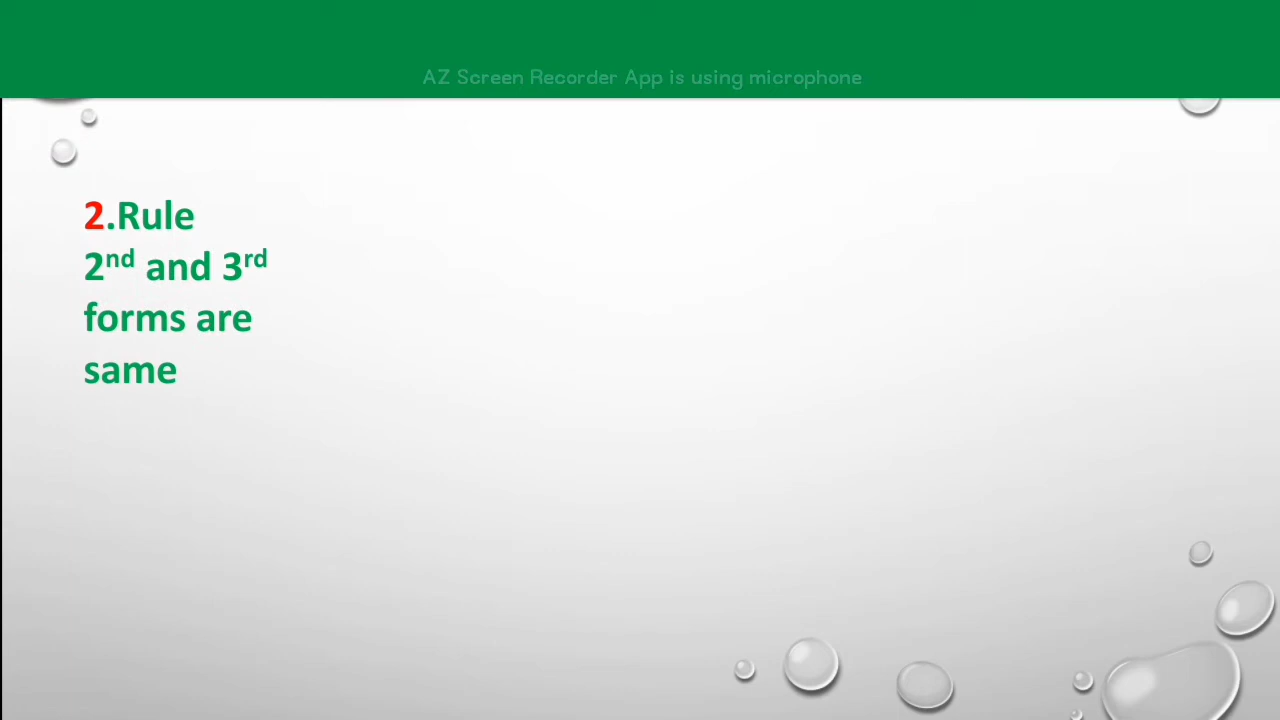 AZ Screen Recorder App is using microphone
2.Rule
2nd and 3rd
forms are
same